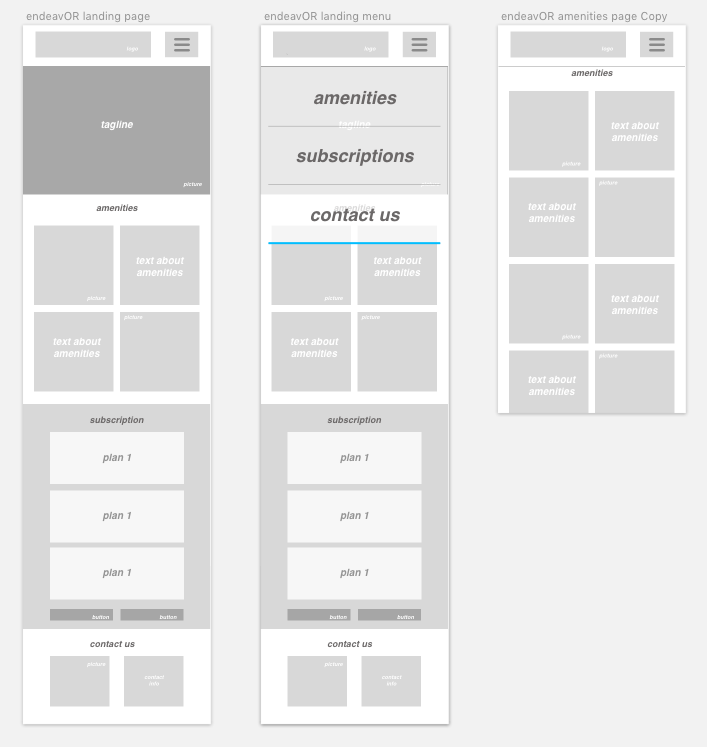 endeavOR landing page
logo
tagline
picture
amenities
picture
text about
amenities
text about
amenities
picture
subscription
plan 1
plan 1
plan 1
button
button
contact us
picture
contact
info
endeavOR landing menu
logo
amenities
tagline
subscriptions
picture
amenities
contact us
picture
text about
amenities
text about
amenities
picture
subscription
plan 1
plan 1
plan 1
button
button
contact us
picture
contact
info
endeavOR amenities page Copy
logo
amenities
picture
text about
amenities
text about
amenities
picture
picture
text about
amenities
text about
amenities
picture